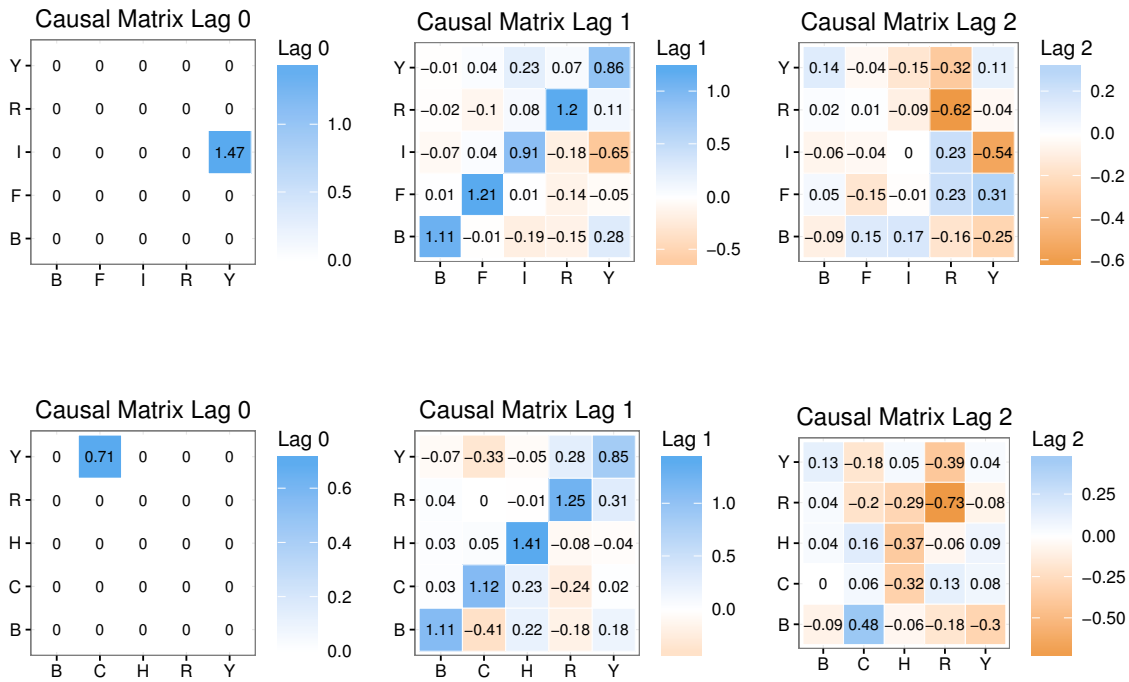 Causal Matrix Lag 0
Y 0 0 0 0 0
R 0 0 0 0 0
I 0 0 0 0 1.47
F 0 0 0 0 0
B 0 0 0 0 0
B F I R Y
Lag 0
1.0
0.5
0.0
Causal Matrix Lag 1
Y −0.01 0.04 0.23 0.07 0.86
R −0.02 −0.1 0.08 1.2 0.11
I −0.07 0.04 0.91 −0.18 −0.65
F 0.01 1.21 0.01 −0.14 −0.05
B 1.11 −0.01 −0.19 −0.15 0.28
B F I R Y
Lag 1
1.0
0.5
0.0
−0.5
Causal Matrix Lag 2
Y 0.14 −0.04 −0.15 −0.32 0.11
R 0.02 0.01 −0.09 −0.62 −0.04
I −0.06 −0.04 0 0.23 −0.54
F 0.05 −0.15 −0.01 0.23 0.31
B −0.09 0.15 0.17 −0.16 −0.25
B F I R Y
Lag 2
0.2
0.0
−0.2
−0.4
−0.6
Causal Matrix Lag 0
Y 0 0.71 0 0 0
R 0 0 0 0 0
H 0 0 0 0 0
C 0 0 0 0 0
B 0 0 0 0 0
B C H R Y
Lag 0
0.6
0.4
0.2
0.0
Causal Matrix Lag 1
Y −0.07 −0.33 −0.05 0.28 0.85
R 0.04 0 −0.01 1.25 0.31
H 0.03 0.05 1.41 −0.08 −0.04
C 0.03 1.12 0.23 −0.24 0.02
B 1.11 −0.41 0.22 −0.18 0.18
B C H R Y
Lag 1
1.0
0.5
0.0
Causal Matrix Lag 2
Y 0.13 −0.18 0.05 −0.39 0.04
R 0.04 −0.2 −0.29 −0.73 −0.08
H 0.04 0.16 −0.37 −0.06 0.09
C 0 0.06 −0.32 0.13 0.08
B −0.09 0.48 −0.06 −0.18 −0.3
B C H R Y
Lag 2
0.25
0.00
−0.25
−0.50